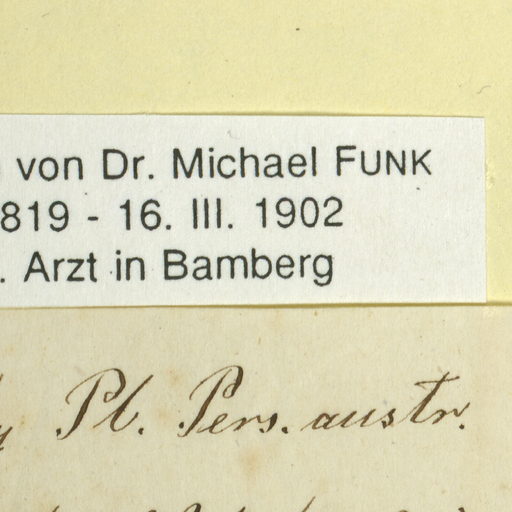 von Dr. Michael FUNK
819 - 16. III. 1902
. Arzt in Bamberg
Pl. Pers. austr.